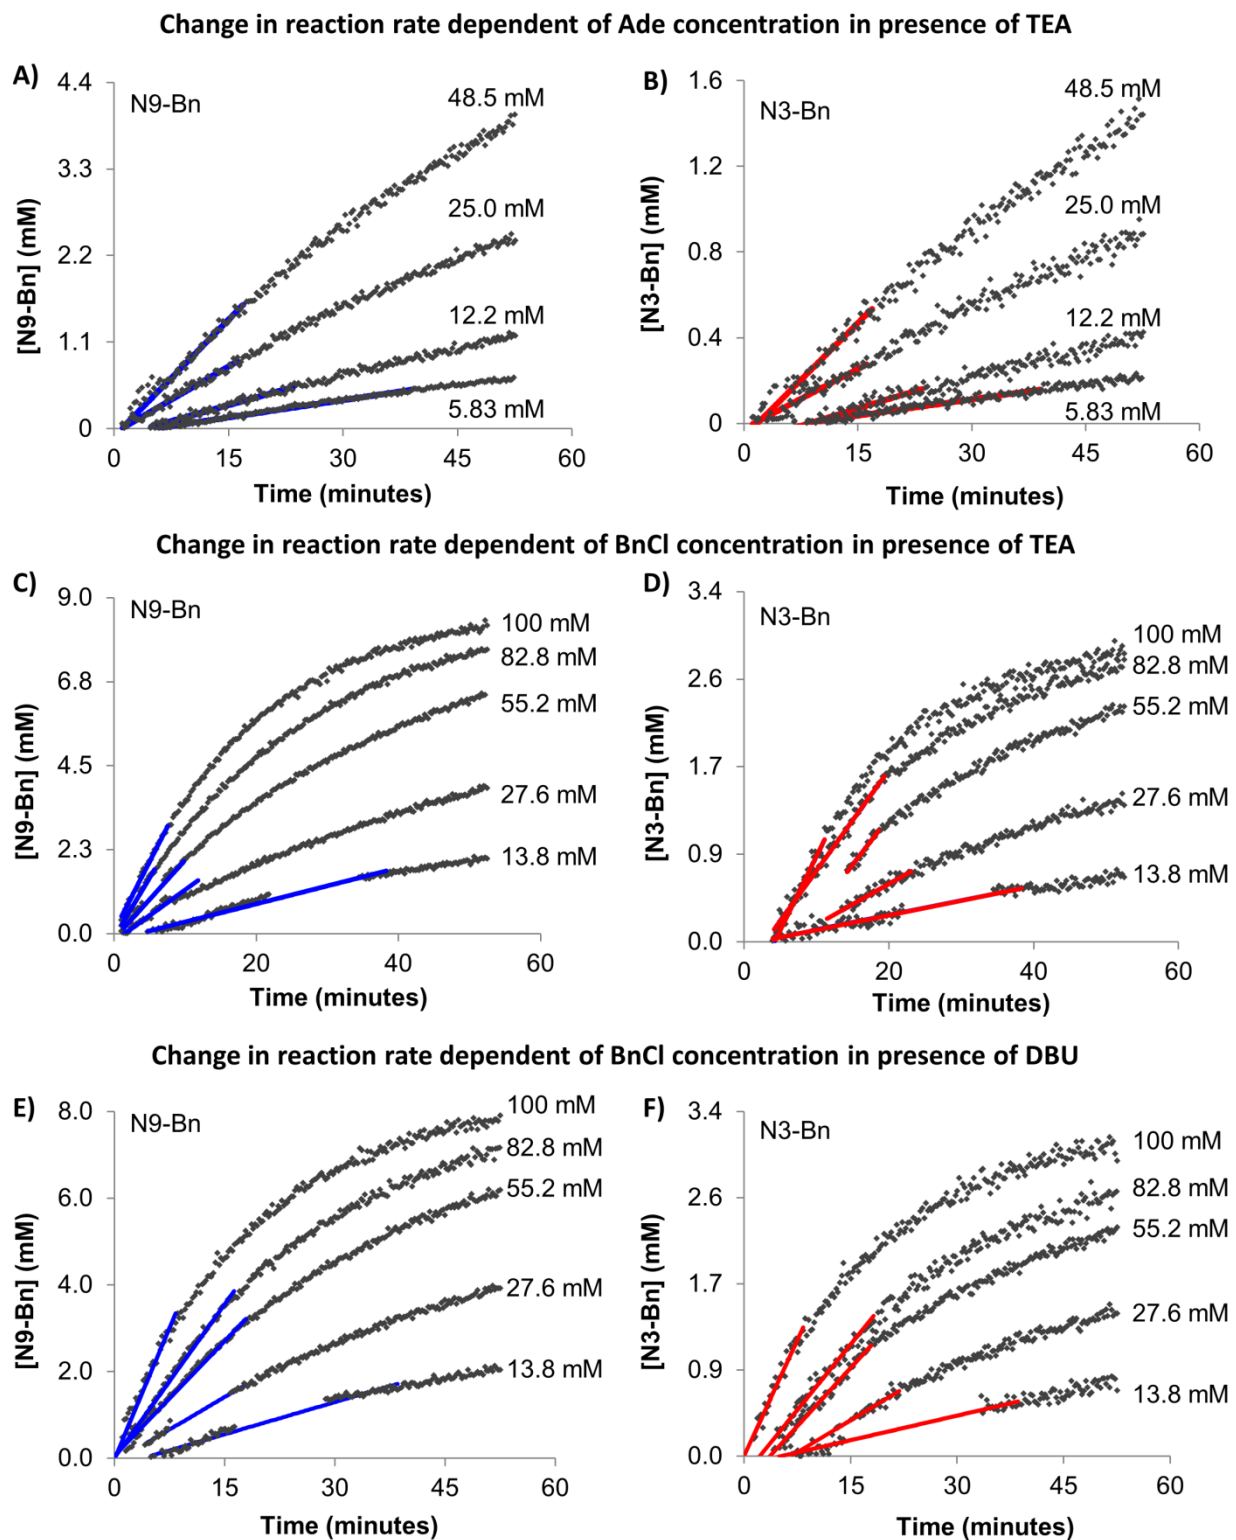 Change in reaction rate dependent of Ade concentration in presence of TEA
A)
N9-Bn
[N9-Bn] (mM)
4.4
3.3
2.2
1.1
0
48.5 mM
25.0 mM
12.2 mM
5.83 mM
0 15 30 45 60
Time (minutes)
B)
N3-Bn
[N3-Bn] (mM)
1.6
1.2
0.8
0.4
0
48.5 mM
25.0 mM
12.2 mM
5.83 mM
0 15 30 45 60
Time (minutes)
Change in reaction rate dependent of BnCl concentration in presence of TEA
C)
N9-Bn
[N9-Bn] (mM)
9.0
6.8
4.5
2.3
0.0
100 mM
82.8 mM
55.2 mM
27.6 mM
13.8 mM
0 20 40 60
Time (minutes)
D)
N3-Bn
[N3-Bn] (mM)
3.4
2.6
1.7
0.9
0.0
100 mM
82.8 mM
55.2 mM
27.6 mM
13.8 mM
0 20 40 60
Time (minutes)
Change in reaction rate dependent of BnCl concentration in presence of DBU
E)
N9-Bn
[N9-Bn] (mM)
8.0
6.0
4.0
2.0
0.0
100 mM
82.8 mM
55.2 mM
27.6 mM
13.8 mM
0 15 30 45 60
Time (minutes)
F)
N3-Bn
[N3-Bn] (mM)
3.4
2.6
1.7
0.9
0.0
100 mM
82.8 mM
55.2 mM
27.6 mM
13.8 mM
0 15 30 45 60
Time (minutes)